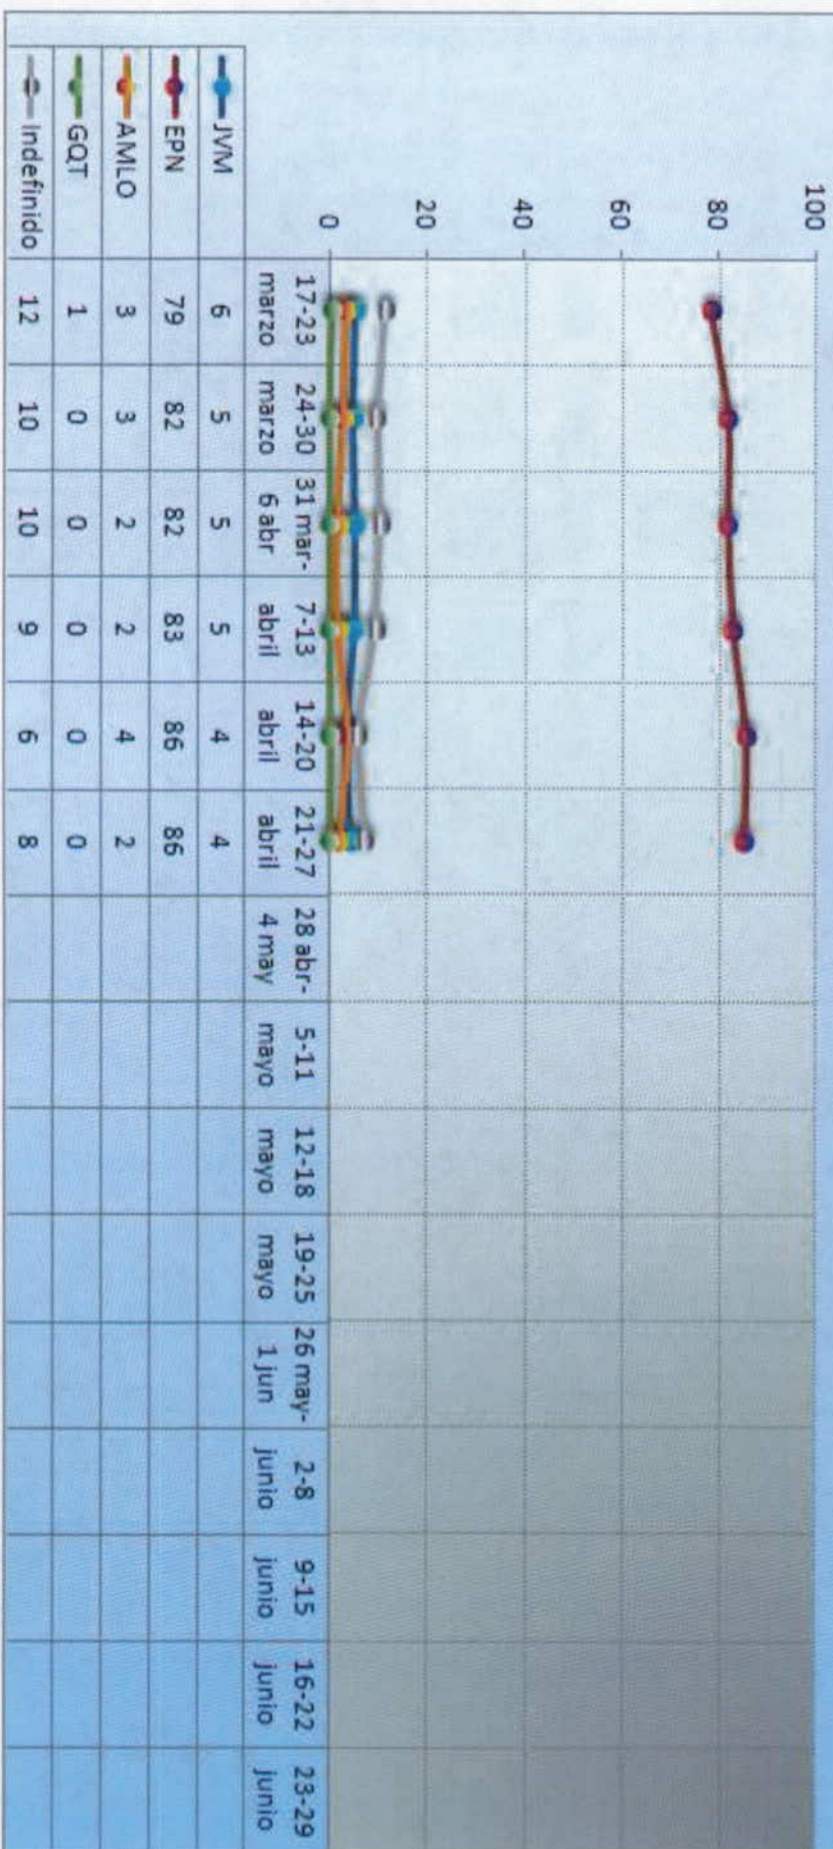 100
80
60
40
20
0
17-23 marzo 24-30 marzo 31 mar- 6 abr 7-13 abril 14-20 abril 21-27 abril 28 abr- 4 may 5-11 mayo 12-18 mayo 19-25 mayo 26 may- 1 jun 2-8 junio 9-15 junio 16-22 junio 23-29 junio
JVM 6 5 5 5 4 4
EPN 79 82 82 83 86 86
AMLO 3 3 2 2 4 2
GQT 1 0 0 0 0 0
Indefinido 12 10 10 9 6 8